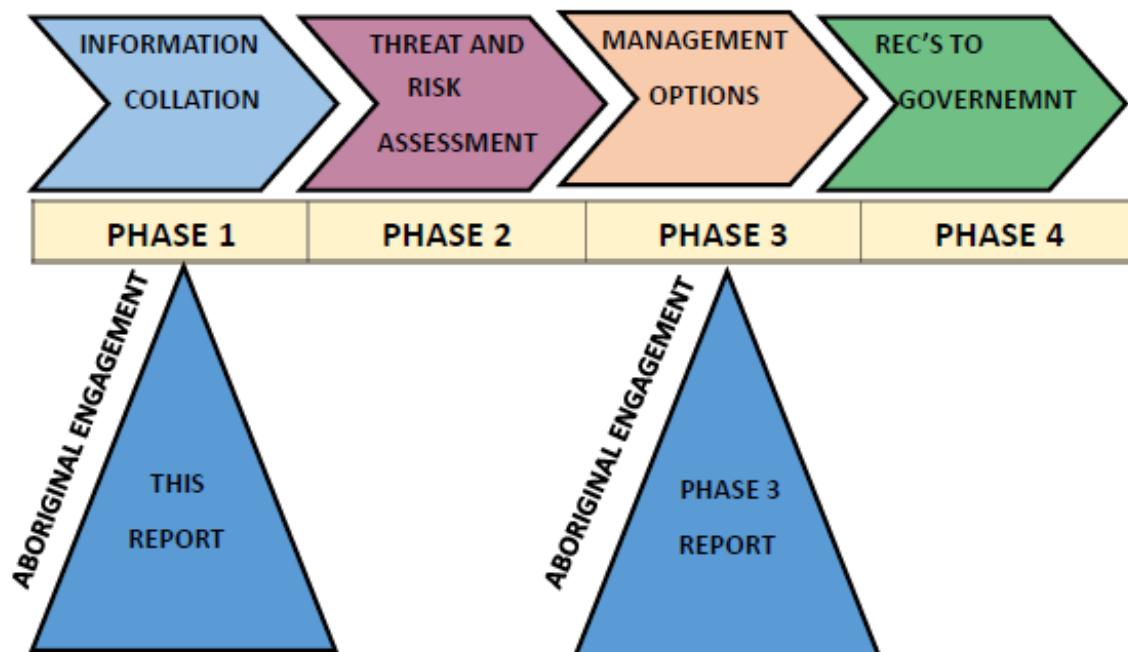 INFORMATION
COLLATION
THREAT AND
RISK
ASSESSMENT
MANAGEMENT
OPTIONS
REC'S TO
GOVERNEMNT
PHASE 1
PHASE 2
PHASE 3
PHASE 4
ABORIGINAL ENGAGEMENT
THIS
REPORT
ABORIGINAL ENGAGEMENT
PHASE 3
REPORT